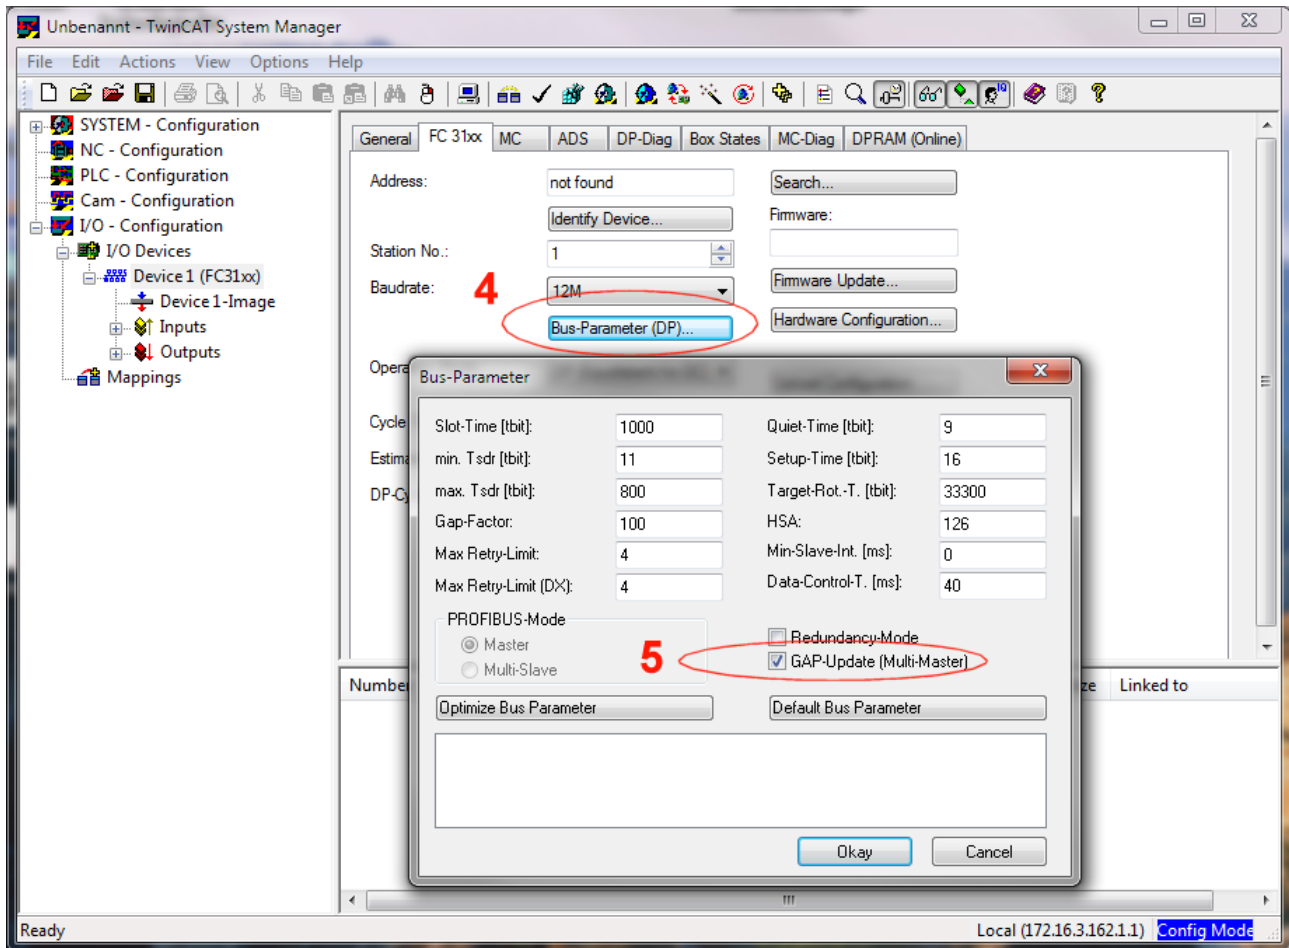 Unbenannt - TwinCAT System Manager
File Edit Actions View Options Help
SYSTEM - Configuration
NC - Configuration
PLC - Configuration
Cam - Configuration
I/O - Configuration
I/O Devices
Device 1 (FC31xx)
Device 1-Image
Inputs
Outputs
Mappings
General FC 31xx MC ADS DP-Diag Box States MC-Diag DPRAM (Online)
Address: not found Search...
Identify Device... Firmware:
Station No.: 1
Baudrate: 4 12M Firmware Update...
Bus-Parameter (DP)... Hardware Configuration...
Opera
Cycle
Estima
DP-Cy
Bus-Parameter
Slot-Time [tbit]: 1000 Quiet-Time [tbit]: 9
min. Tsdr [tbit]: 11 Setup-Time [tbit]: 16
max. Tsdr [tbit]: 800 Target-Rot.-T. [tbit]: 33300
Gap-Factor: 100 HSA: 126
Max Retry-Limit: 4 Min-Slave-Int. [ms]: 0
Max Retry-Limit (DX): 4 Data-Control-T. [ms]: 40
PROFIBUS-Mode
Master
Multi-Slave
Redundancy-Mode
5 GAP-Update (Multi-Master)
Optimize Bus Parameter Default Bus Parameter
Okay Cancel
Number ze Linked to
Ready Local (172.16.3.162.1.1) Config Mode